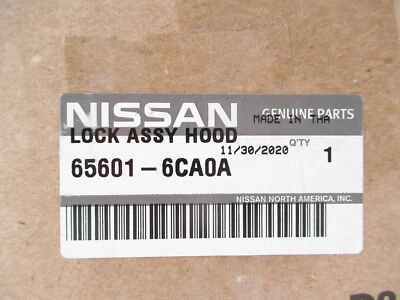 NISSAN GENUINE PARTS
MADE IN THA
LOCK ASSY HOOD
11/30/2020 Q'TY
65601-6CA0A 1
NISSAN NORTH AMERICA, INC.